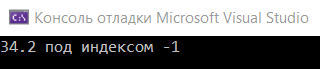 C:\ Консоль отладки Microsoft Visual Studio
34.2 под индексом -1